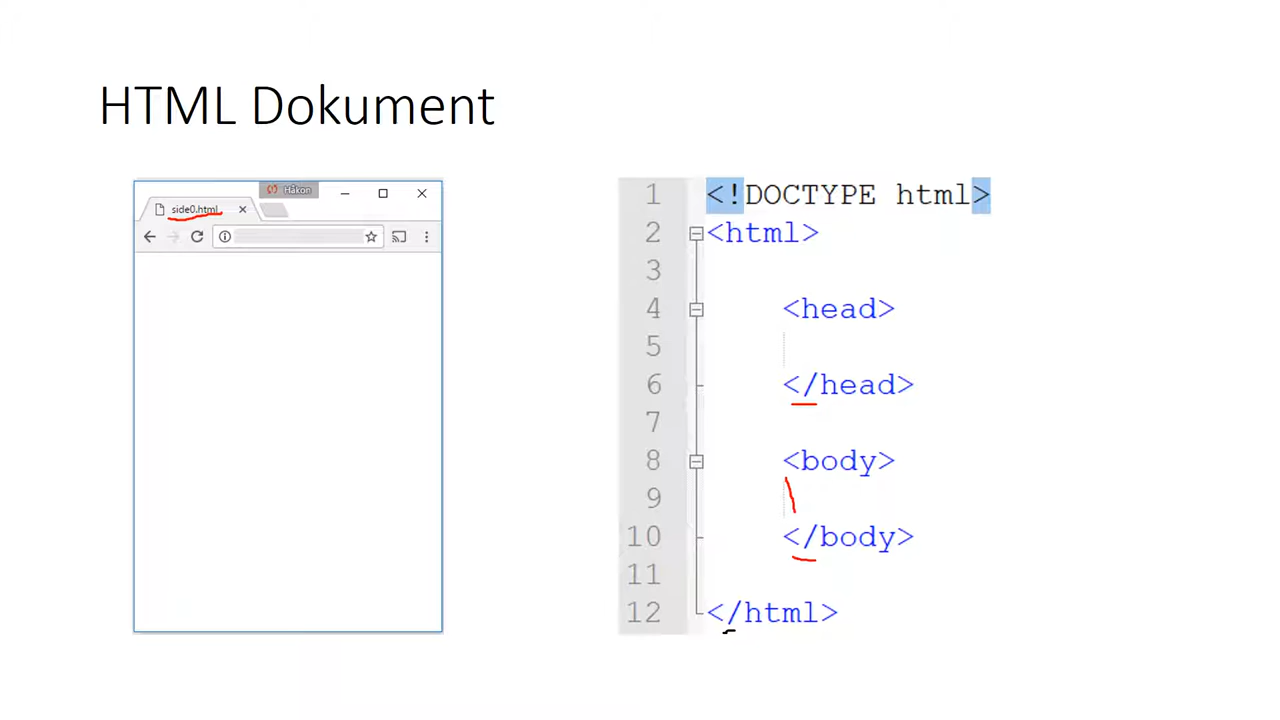 HTML Dokument
Håkon
side0.html
1 <!DOCTYPE html>
2 <html>
3
4 <head>
5
6 </head>
7
8 <body>
9
10 </body>
11
12 </html>